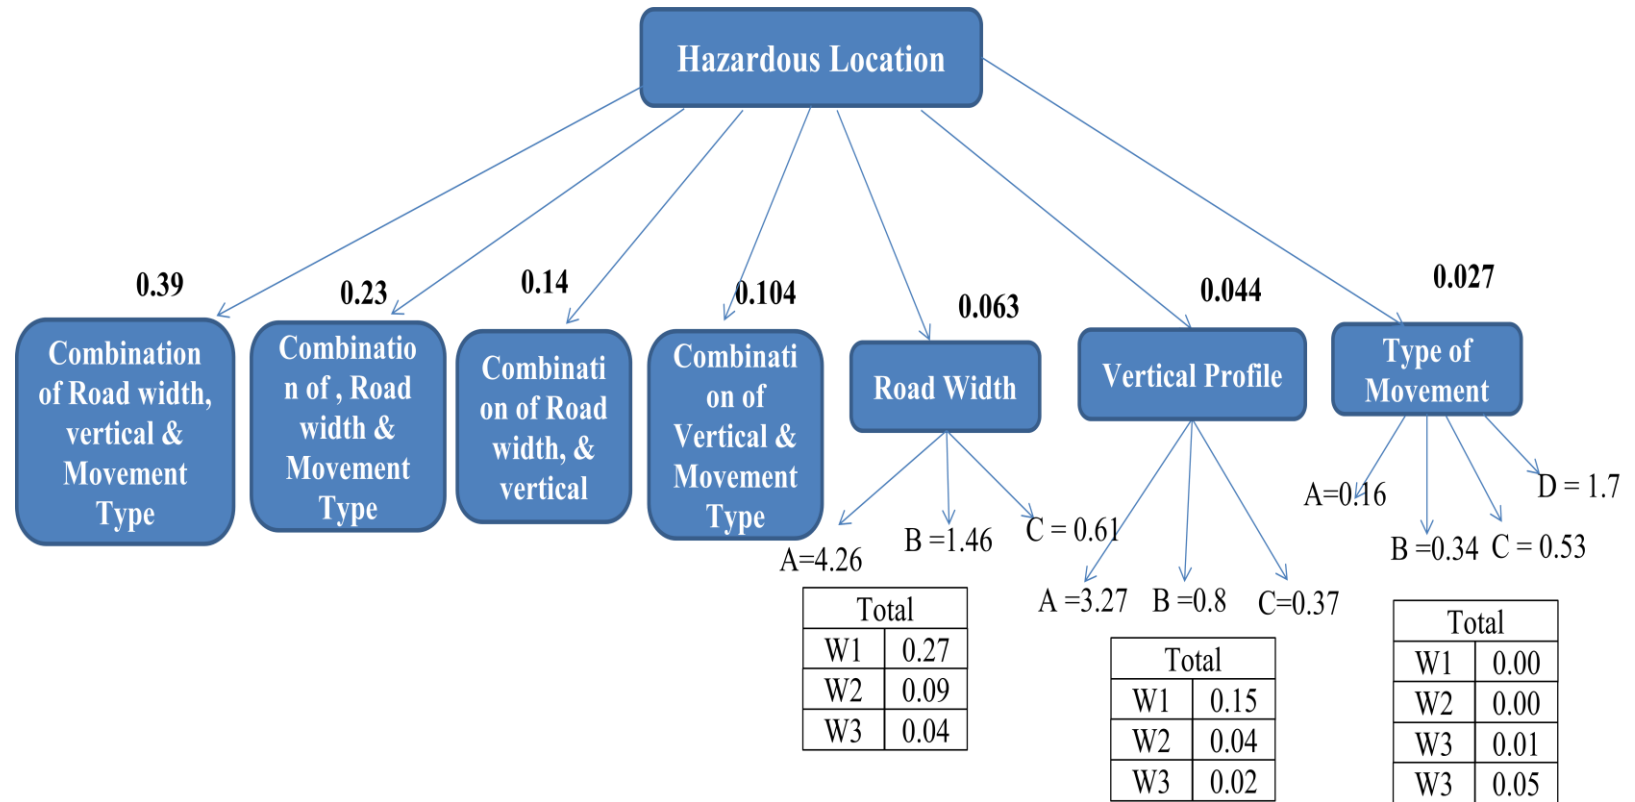 Hazardous Location
0.39
0.23
0.14
0.104
0.063
0.044
0.027
Combination
of Road width,
vertical &
Movement
Type
Combinatio
n of , Road
width &
Movement
Type
Combinati
on of Road
width, &
vertical
Combinati
on of
Vertical &
Movement
Type
Road Width
Vertical Profile
Type of
Movement
A=4.26
B =1.46
C = 0.61
A =3.27
B =0.8
C=0.37
A=0.16
B =0.34
C = 0.53
D = 1.7
Total
W1 0.27
W2 0.09
W3 0.04
Total
W1 0.15
W2 0.04
W3 0.02
Total
W1 0.00
W2 0.00
W3 0.01
W3 0.05